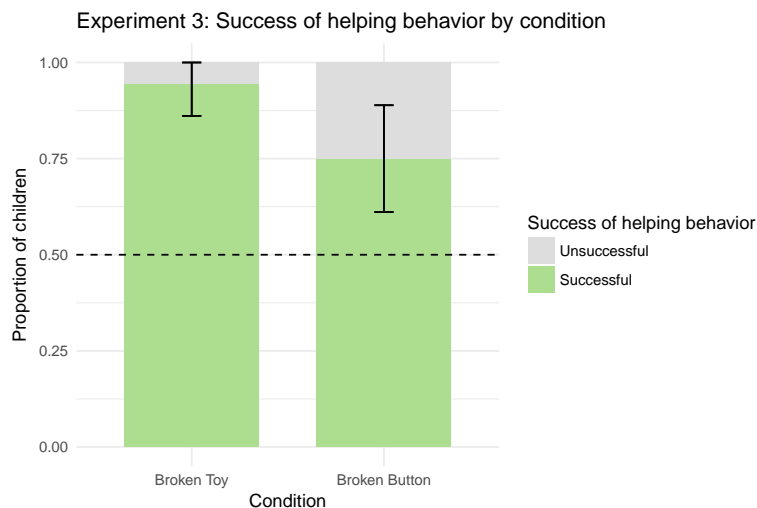 Experiment 3: Success of helping behavior by condition
1.00
0.75
0.50
0.25
0.00
Proportion of children
Broken Toy
Broken Button
Condition
Success of helping behavior
Unsuccessful
Successful